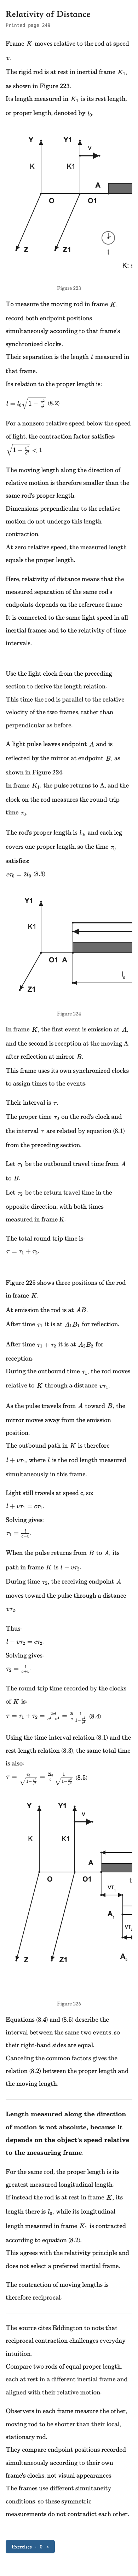 Relativity of Distance
Printed page 249
Frame K moves relative to the rod at speed
v.
The rigid rod is at rest in inertial frame K₁,
as shown in Figure 223.
Its length measured in K₁ is its rest length,
or proper length, denoted by l₀.
Y Y1
v
K K1
A
O O1
t
Z Z1
K: s
Figure 223
To measure the moving rod in frame K,
record both endpoint positions
simultaneously according to that frame's
synchronized clocks.
Their separation is the length l measured in
that frame.
Its relation to the proper length is:
l = l₀√(1 − v²/c²) (8.2)
For a nonzero relative speed below the speed
of light, the contraction factor satisfies:
√(1 − v²/c²) < 1
The moving length along the direction of
relative motion is therefore smaller than the
same rod's proper length.
Dimensions perpendicular to the relative
motion do not undergo this length
contraction.
At zero relative speed, the measured length
equals the proper length.
Here, relativity of distance means that the
measured separation of the same rod's
endpoints depends on the reference frame.
It is connected to the same light speed in all
inertial frames and to the relativity of time
intervals.
Use the light clock from the preceding
section to derive the length relation.
This time the rod is parallel to the relative
velocity of the two frames, rather than
perpendicular as before.
A light pulse leaves endpoint A and is
reflected by the mirror at endpoint B, as
shown in Figure 224.
In frame K₁, the pulse returns to A, and the
clock on the rod measures the round trip
time τ₀.
The rod's proper length is l₀, and each leg
covers one proper length, so the time τ₀
satisfies
cτ₀ = 2l₀ (8.3)
Y1
K1
O1 A
l₀
Z1
Figure 224
In frame K, the first event is emission at A,
and the second is reception at the moving A
after reflection at mirror B.
This frame uses its own synchronized clocks
to assign times to the events.
Their interval is τ.
The proper time τ₀ on the rod's clock and
the interval τ are related by equation (8.1)
from the preceding section.
Let τ₁ be the outbound travel time from A
to B.
Let τ₂ be the return travel time in the
opposite direction, with both times
measured in frame K.
The total round-trip time is:
τ = τ₁ + τ₂.
Figure 225 shows three positions of the rod
in frame K.
At emission the rod is at AB.
After time τ₁ it is at A₁B₁ for reflection.
After time τ₁ + τ₂ it is at A₂B₂ for
reception.
During the outbound time τ₁, the rod moves
relative to K through a distance vτ₁.
As the pulse travels from A toward B, the
mirror moves away from the emission
position.
The outbound path in K is therefore
l + vτ₁, where l is the rod length measured
simultaneously in this frame.
Light still travels at speed c, so:
l + vτ₁ = cτ₁.
Solving gives:
τ₁ = l/(c−v).
When the pulse returns from B to A, its
path in frame K is l − vτ₂.
During time τ₂, the receiving endpoint A
moves toward the pulse through a distance
vτ₂.
Thus:
l − vτ₂ = cτ₂.
Solving gives:
τ₂ = l/(c+v).
The round-trip time recorded by the clocks
of K is:
τ = τ₁ + τ₂ = 2lc/(c²−v²) = 2l/c · 1/(1−v²/c²) (8.4)
Using the time-interval relation (8.1) and the
rest-length relation (8.3), the same total time
is also:
τ = τ₀/√(1−v²/c²) = 2l₀/c · 1/√(1−v²/c²) (8.5)
Y Y1
v
K K1
A
O O1
vτ₁
A₁
vτ₂
Z Z1
A₂
Figure 225
Equations (8.4) and (8.5) describe the
interval between the same two events, so
their right-hand sides are equal.
Canceling the common factors gives the
relation (8.2) between the proper length and
the moving length.
Length measured along the direction
of motion is not absolute, because it
depends on the object's speed relative
to the measuring frame.
For the same rod, the proper length is its
greatest measured longitudinal length.
If instead the rod is at rest in frame K, its
length there is l₀, while its longitudinal
length measured in frame K₁ is contracted
according to equation (8.2).
This agrees with the relativity principle and
does not select a preferred inertial frame.
The contraction of moving lengths is
therefore reciprocal.
The source cites Eddington to note that
reciprocal contraction challenges everyday
intuition.
Compare two rods of equal proper length,
each at rest in a different inertial frame and
aligned with their relative motion.
Observers in each frame measure the other,
moving rod to be shorter than their local,
stationary rod.
They compare endpoint positions recorded
simultaneously according to their own
frame's clocks, not visual appearances.
The frames use different simultaneity
conditions, so these symmetric
measurements do not contradict each other.
Exercises · 6 →